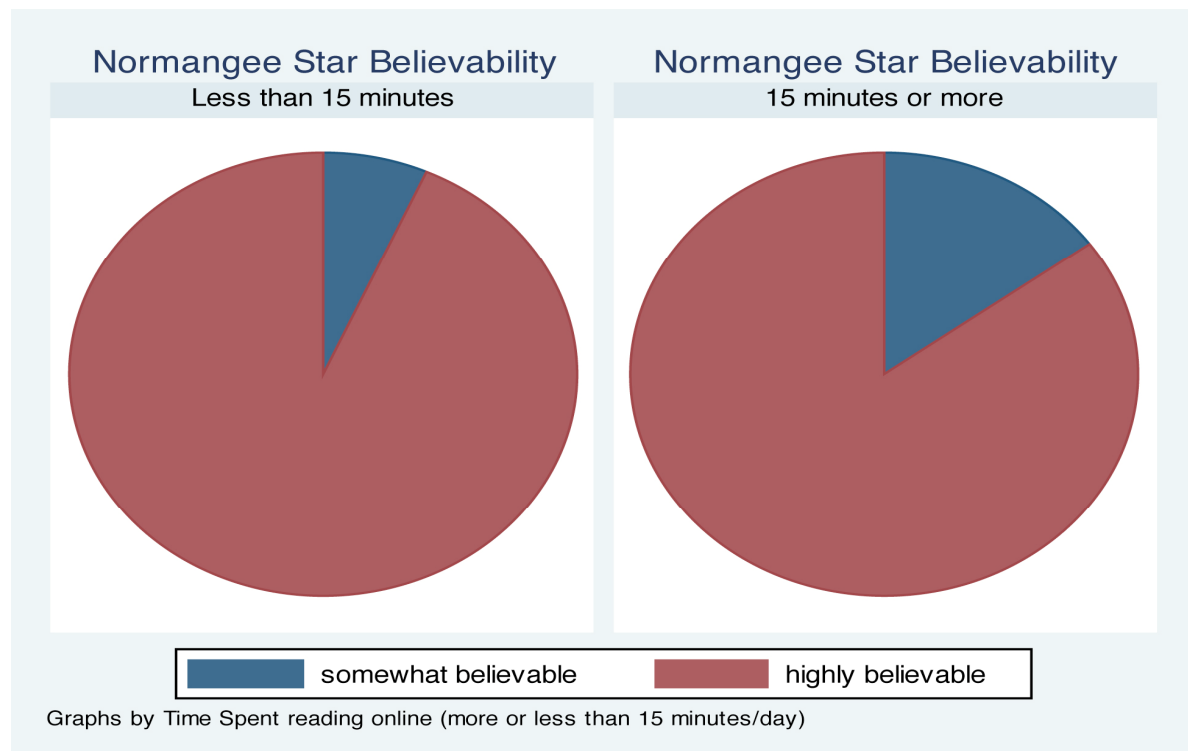 Normangee Star Believability
Less than 15 minutes
Normangee Star Believability
15 minutes or more
somewhat believable
highly believable
Graphs by Time Spent reading online (more or less than 15 minutes/day)